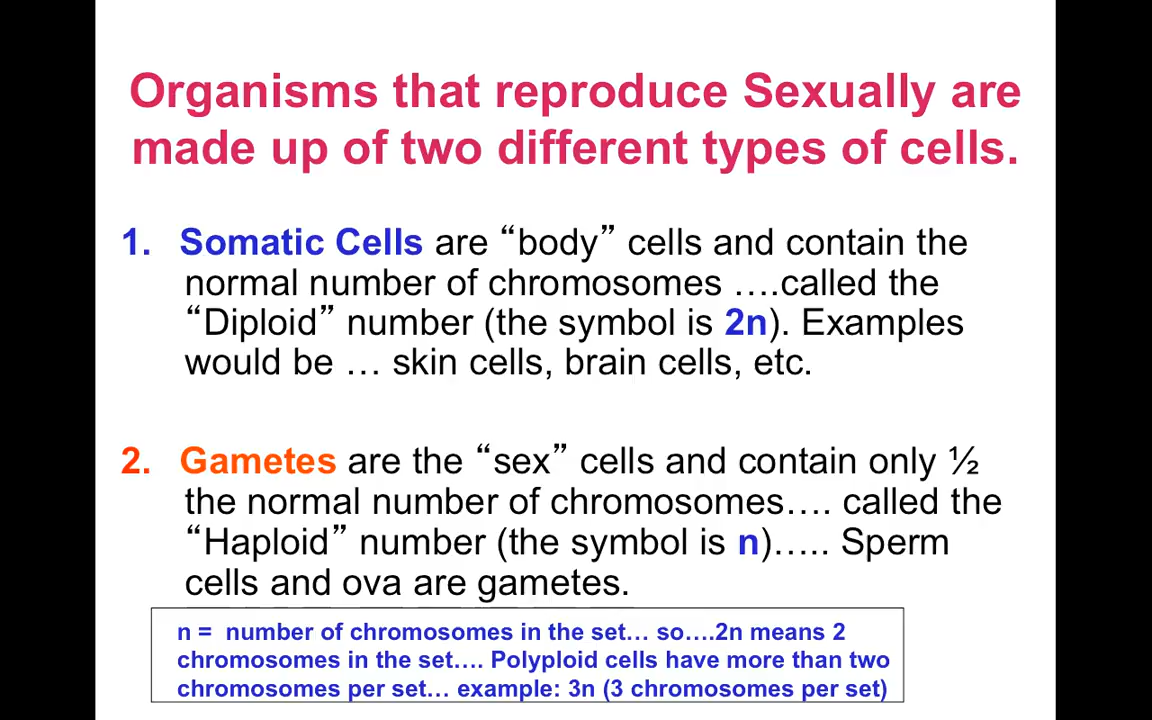 Organisms that reproduce Sexually are
made up of two different types of cells.
1. Somatic Cells are “body” cells and contain the
normal number of chromosomes ….called the
“Diploid” number (the symbol is 2n). Examples
would be … skin cells, brain cells, etc.
2. Gametes are the “sex” cells and contain only ½
the normal number of chromosomes…. called the
“Haploid” number (the symbol is n)….. Sperm
cells and ova are gametes.
n = number of chromosomes in the set… so….2n means 2
chromosomes in the set…. Polyploid cells have more than two
chromosomes per set… example: 3n (3 chromosomes per set)